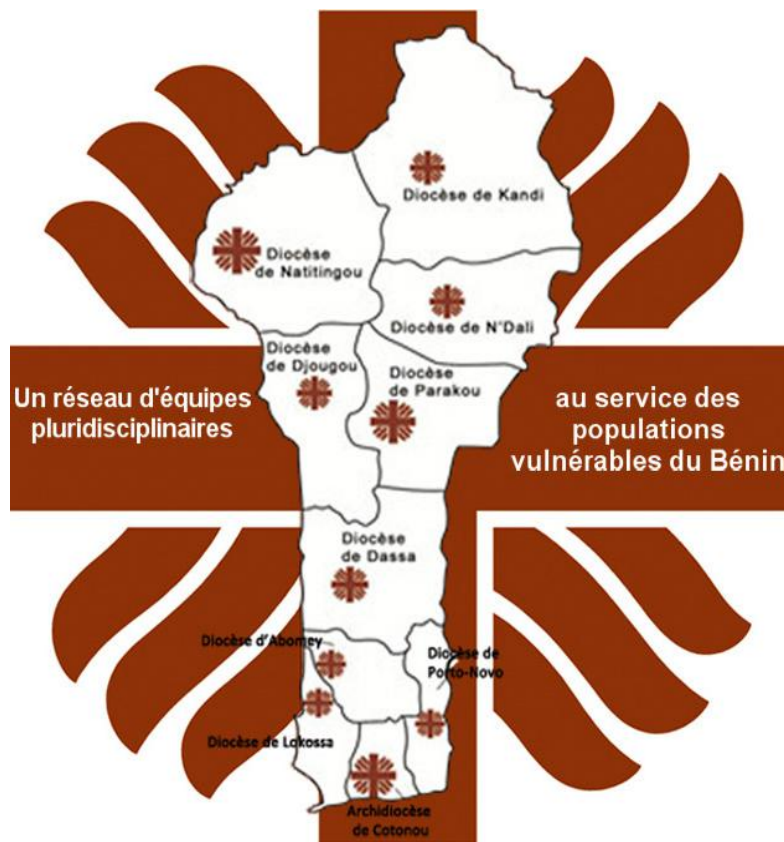 Diocèse de Kandi
Diocèse
de Natitingou
Diocèse de N'Dali
Diocèse
de Djougou
Diocèse
de Parakou
Un réseau d'équipes
pluridisciplinaires
au service des
populations
vulnérables du Bénin
Diocèse
de Dassa
Diocèse d'Abomey
Diocèse de
Porto-Novo
Diocèse de Lokossa
Archidiocèse
de Cotonou